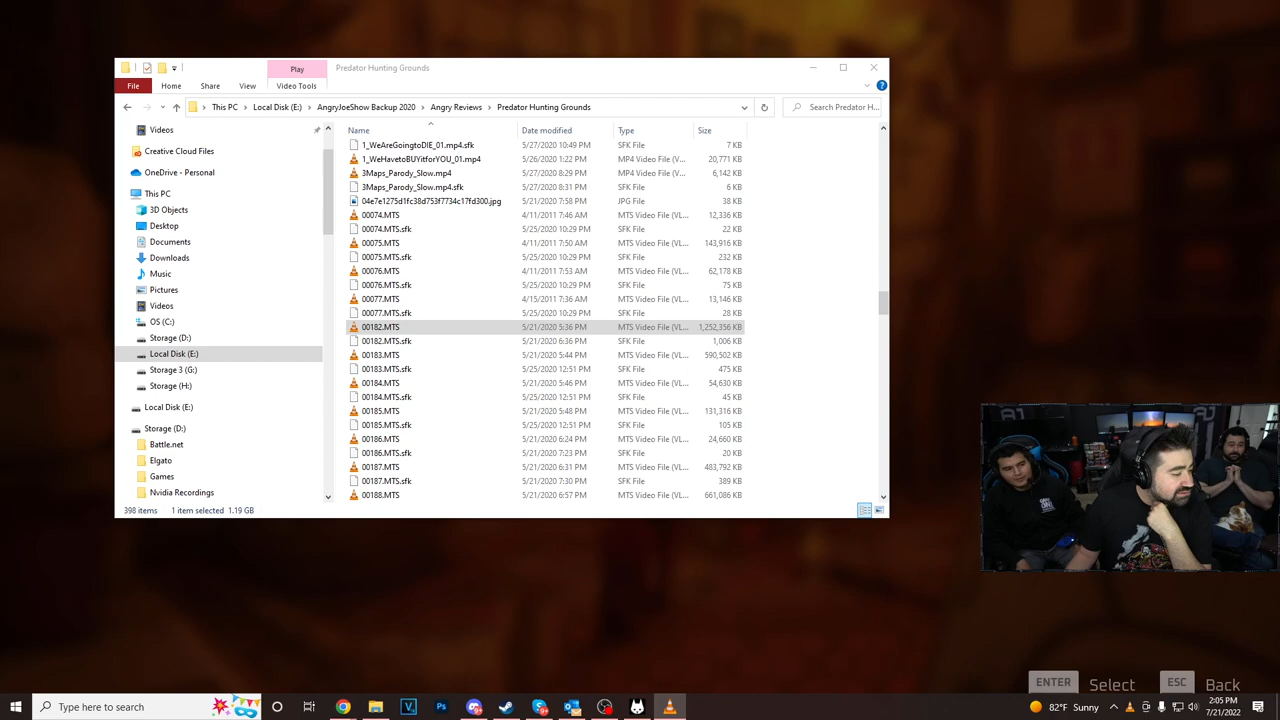 Play
Predator Hunting Grounds
File
Home
Share
View
Video Tools
This PC
Local Disk (E:)
AngryJoeShow Backup 2020
Angry Reviews
Predator Hunting Grounds
Search Predator H...
Name
Date modified
Type
Size
Videos
Creative Cloud Files
OneDrive - Personal
This PC
3D Objects
Desktop
Documents
Downloads
Music
Pictures
Videos
OS (C:)
Storage (D:)
Local Disk (E:)
Storage 3 (G:)
Storage (H:)
Local Disk (E:)
Storage (D:)
Battle.net
Elgato
Games
Nvidia Recordings
1_WeAreGoingtoDIE_01.mp4.sfk 5/27/2020 10:49 PM SFK File 7 KB
1_WeHavetoBUYitforYOU_01.mp4 5/26/2020 1:22 PM MP4 Video File (V... 20,771 KB
3Maps_Parody_Slow.mp4 5/27/2020 8:29 PM MP4 Video File (V... 6,142 KB
3Maps_Parody_Slow.mp4.sfk 5/27/2020 8:31 PM SFK File 6 KB
04e7e1275d1fc38d753f7734c17fd300.jpg 5/21/2020 7:58 PM JPG File 38 KB
00074.MTS 4/11/2011 7:46 AM MTS Video File (VL... 12,336 KB
00074.MTS.sfk 5/25/2020 10:29 PM SFK File 22 KB
00075.MTS 4/11/2011 7:50 AM MTS Video File (VL... 143,916 KB
00075.MTS.sfk 5/25/2020 10:29 PM SFK File 232 KB
00076.MTS 4/11/2011 7:53 AM MTS Video File (VL... 62,178 KB
00076.MTS.sfk 5/25/2020 10:29 PM SFK File 75 KB
00077.MTS 4/15/2011 7:36 AM MTS Video File (VL... 13,146 KB
00077.MTS.sfk 5/25/2020 10:29 PM SFK File 28 KB
00182.MTS 5/21/2020 5:36 PM MTS Video File (VL... 1,252,356 KB
00182.MTS.sfk 5/21/2020 6:36 PM SFK File 1,006 KB
00183.MTS 5/21/2020 5:44 PM MTS Video File (VL... 590,502 KB
00183.MTS.sfk 5/25/2020 12:51 PM SFK File 475 KB
00184.MTS 5/21/2020 5:46 PM MTS Video File (VL... 54,630 KB
00184.MTS.sfk 5/25/2020 12:51 PM SFK File 45 KB
00185.MTS 5/21/2020 5:48 PM MTS Video File (VL... 131,316 KB
00185.MTS.sfk 5/25/2020 12:51 PM SFK File 105 KB
00186.MTS 5/21/2020 6:24 PM MTS Video File (VL... 24,660 KB
00186.MTS.sfk 5/21/2020 7:23 PM SFK File 20 KB
00187.MTS 5/21/2020 6:31 PM MTS Video File (VL... 483,792 KB
00187.MTS.sfk 5/21/2020 7:30 PM SFK File 389 KB
00188.MTS 5/21/2020 6:57 PM MTS Video File (VL... 661,086 KB
398 items 1 item selected 1.19 GB
ENTER Select ESC Back
Type here to search
82°F Sunny
2:05 PM
7/21/2022